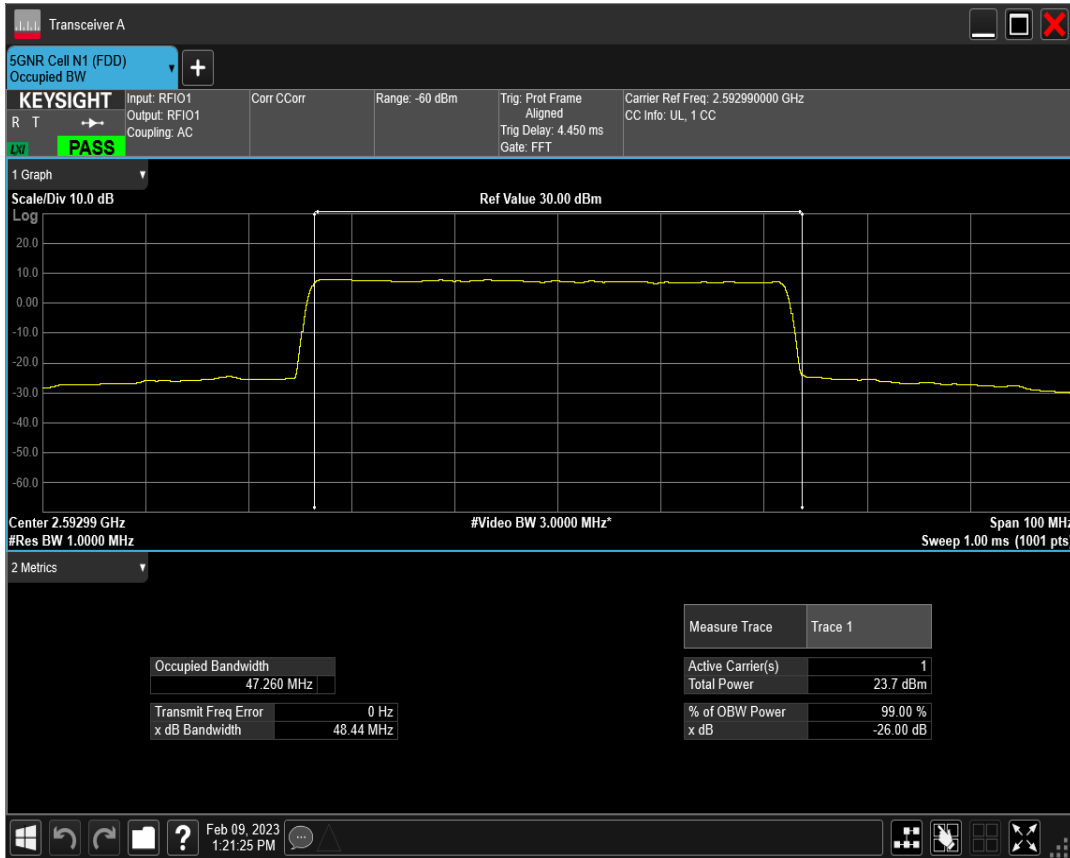 Transceiver A
5GNR Cell N1 (FDD)
Occupied BW
KEYSIGHT
R T
LXI
PASS
Input: RFIO1
Output: RFIO1
Coupling: AC
Corr CCorr
Range: -60 dBm
Trig: Prot Frame
Aligned
Trig Delay: 4.450 ms
Gate: FFT
Carrier Ref Freq: 2.592990000 GHz
CC Info: UL, 1 CC
1 Graph
Scale/Div 10.0 dB
Ref Value 30.00 dBm
Log
20.0
10.0
0.00
-10.0
-20.0
-30.0
-40.0
-50.0
-60.0
Center 2.59299 GHz
#Video BW 3.0000 MHz*
Span 100 MHz
#Res BW 1.0000 MHz
Sweep 1.00 ms (1001 pts)
2 Metrics
Measure Trace Trace 1
Occupied Bandwidth
47.260 MHz
Transmit Freq Error 0 Hz
x dB Bandwidth 48.44 MHz
Active Carrier(s) 1
Total Power 23.7 dBm
% of OBW Power 99.00 %
x dB -26.00 dB
?
Feb 09, 2023
1:21:25 PM